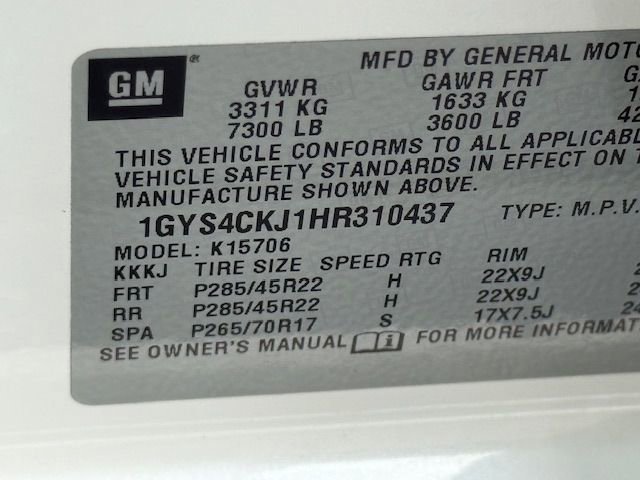 GM® MFD BY GENERAL
GVWR GAWR FRT
3311 KG 1633 KG
7300 LB 3600 LB
THIS VEHICLE CONFORMS TO ALL
VEHICLE SAFETY STANDARDS IN EFFECT ON
MANUFACTURE SHOWN ABOVE.
1GYS4CKJ1HR310437 TYPE: M.P.V.
MODEL: K15706
KKKJ TIRE SIZE SPEED RTG RIM
FRT P285/45R22 H 22X9J
RR P285/45R22 H 22X9J
SPA P265/70R17 S 17X7.5J
SEE OWNER'S MANUAL i FOR MORE